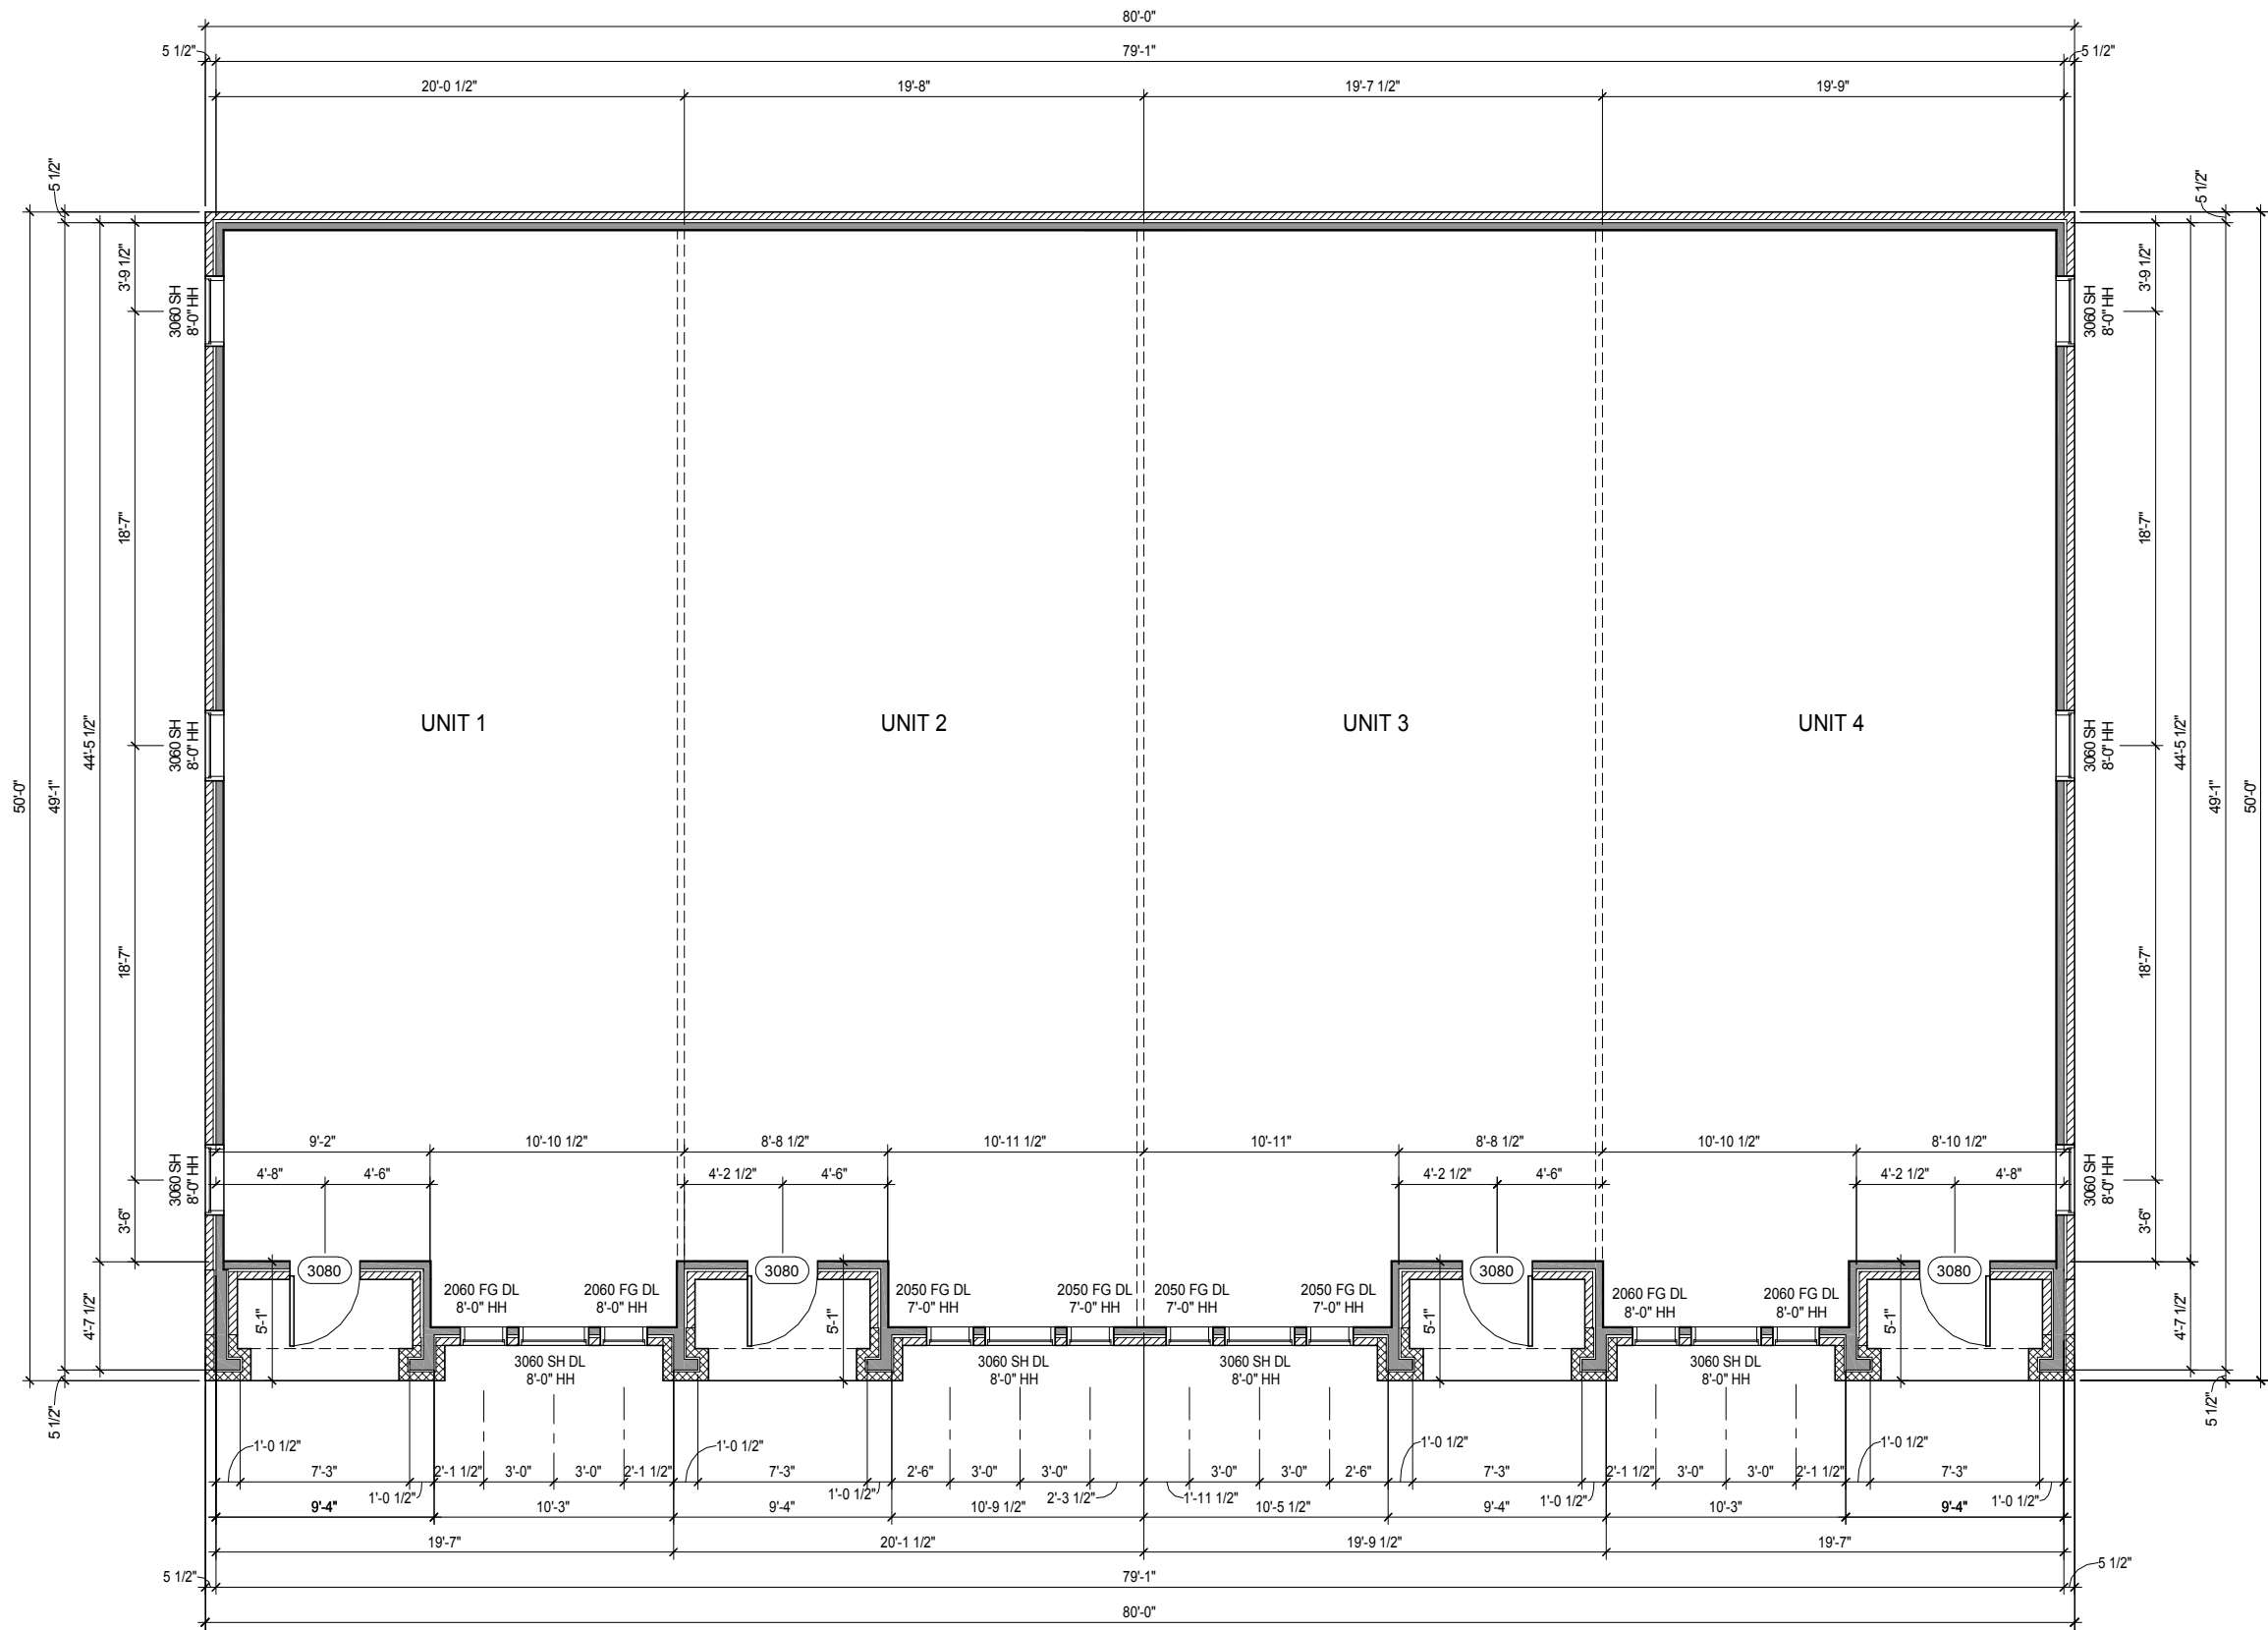 80'-0"
5 1/2" 79'-1" 5 1/2"
20'-0 1/2" 19'-8" 19'-7 1/2" 19'-9"
5 1/2" 5 1/2"
3'-9 1/2" 3'-9 1/2"
3060 SH
8'-0" HH
3060 SH
8'-0" HH
18'-7" 18'-7"
UNIT 1 UNIT 2 UNIT 3 UNIT 4
3060 SH
8'-0" HH
3060 SH
8'-0" HH
50'-0" 49'-1" 44'-5 1/2" 44'-5 1/2" 49'-1" 50'-0"
18'-7" 18'-7"
9'-2" 10'-10 1/2" 8'-8 1/2" 10'-11 1/2" 10'-11" 8'-8 1/2" 10'-10 1/2" 8'-10 1/2"
4'-8" 4'-6" 4'-2 1/2" 4'-6" 4'-2 1/2" 4'-6" 4'-2 1/2" 4'-8"
3060 SH
8'-0" HH
3060 SH
8'-0" HH
3'-6" 3'-6"
3080 3080 3080 3080
2060 FG DL
8'-0" HH
2060 FG DL
8'-0" HH
2050 FG DL
7'-0" HH
2050 FG DL
7'-0" HH
2050 FG DL
7'-0" HH
2050 FG DL
7'-0" HH
2060 FG DL
8'-0" HH
2060 FG DL
8'-0" HH
4'-7 1/2" 5'-1" 5'-1" 5'-1" 5'-1" 4'-7 1/2"
3060 SH DL
8'-0" HH
3060 SH DL
8'-0" HH
3060 SH DL
8'-0" HH
3060 SH DL
8'-0" HH
5 1/2" 5 1/2"
1'-0 1/2" 1'-0 1/2" 1'-0 1/2" 1'-0 1/2"
7'-3" 2'-1 1/2" 3'-0" 3'-0" 2'-1 1/2" 7'-3" 2'-6" 3'-0" 3'-0" 3'-0" 3'-0" 2'-6" 7'-3" 2'-1 1/2" 3'-0" 3'-0" 2'-1 1/2" 7'-3"
1'-0 1/2" 1'-0 1/2" 2'-3 1/2" 1'-11 1/2" 1'-0 1/2" 1'-0 1/2"
9'-4" 10'-3" 9'-4" 10'-9 1/2" 10'-5 1/2" 9'-4" 10'-3" 9'-4"
19'-7" 20'-1 1/2" 19'-9 1/2" 19'-7"
5 1/2" 79'-1" 5 1/2"
80'-0"